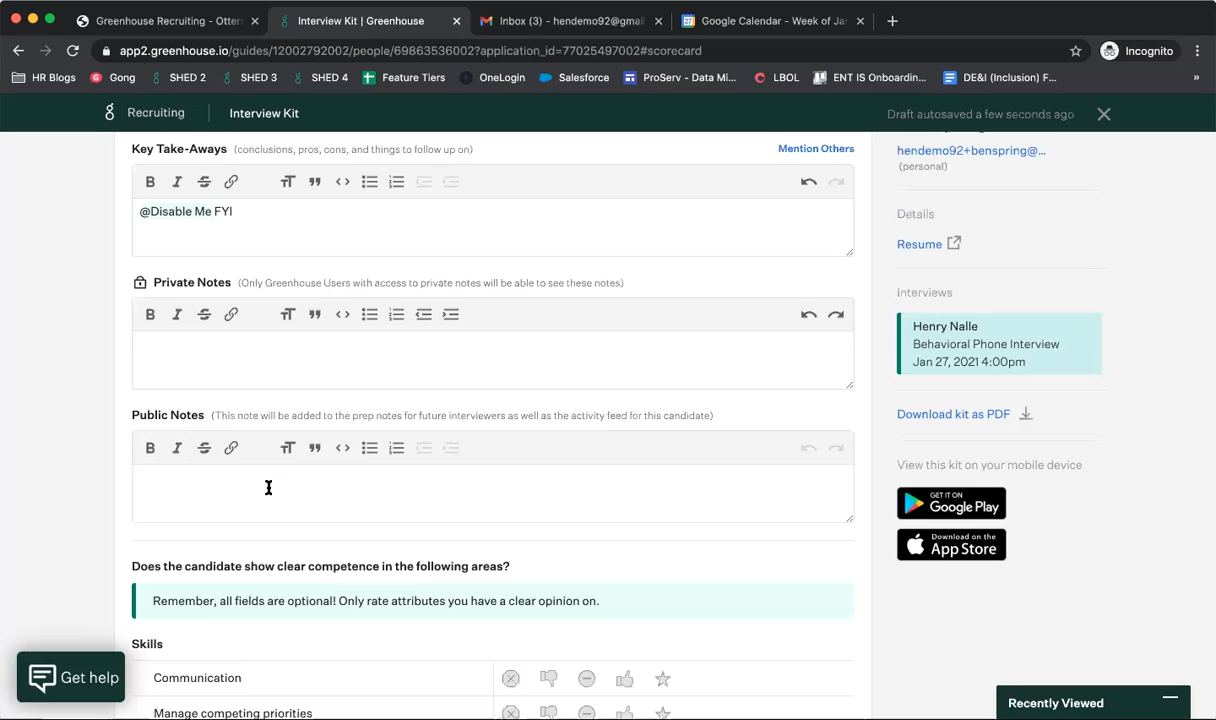 Greenhouse Recruiting - Otter
Interview Kit | Greenhouse
Inbox (3) - hendemo92@gmail
Google Calendar - Week of Jan
app2.greenhouse.io/guides/12002792002/people/69863536002?application_id=77025497002#scorecard
Incognito
HR Blogs
Gong
SHED 2
SHED 3
SHED 4
Feature Tiers
OneLogin
Salesforce
ProServ - Data Mi...
LBOL
ENT IS Onboardin...
DE&I (Inclusion) F...
»
Recruiting
Interview Kit
Draft autosaved a few seconds ago
Key Take-Aways (conclusions, pros, cons, and things to follow up on)
Mention Others
@Disable Me FYI
Private Notes (Only Greenhouse Users with access to private notes will be able to see these notes)
Public Notes (This note will be added to the prep notes for future interviewers as well as the activity feed for this candidate)
Does the candidate show clear competence in the following areas?
Remember, all fields are optional! Only rate attributes you have a clear opinion on.
Skills
Communication
Manage competing priorities
Get help
hendemo92+benspring@...
(personal)
Details
Resume
Interviews
Henry Nalle
Behavioral Phone Interview
Jan 27, 2021 4:00pm
Download kit as PDF
View this kit on your mobile device
GET IT ON
Google Play
Download on the
App Store
Recently Viewed